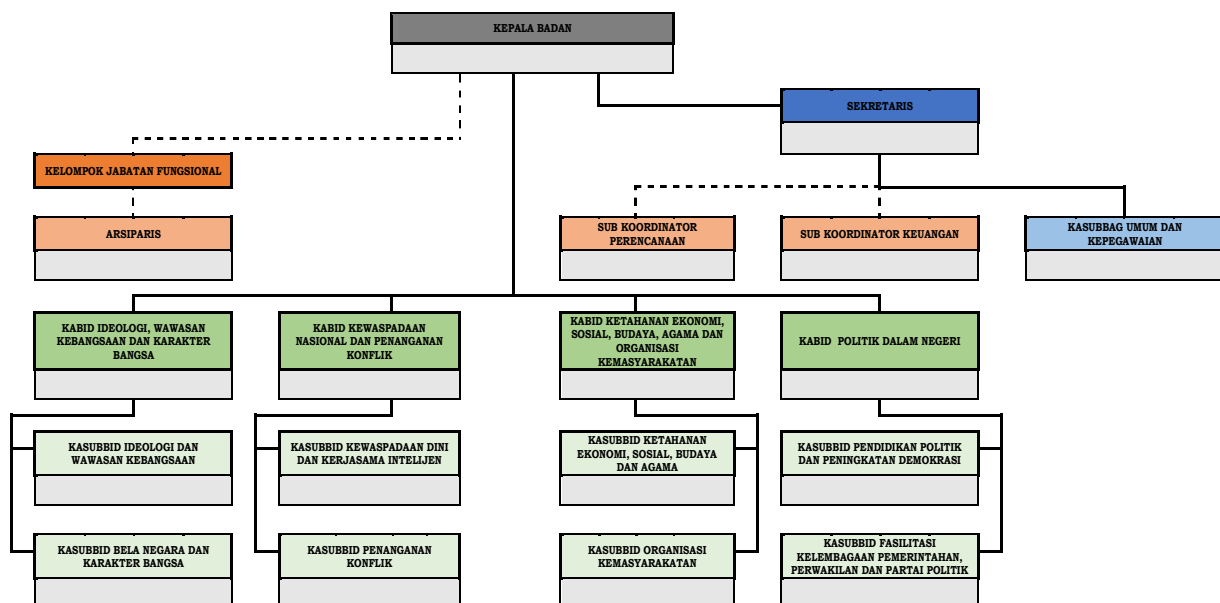 KEPALA BADAN
SEKRETARIS
KELOMPOK JABATAN FUNGSIONAL
ARSIPARIS
SUB KOORDINATOR
PERENCANAAN
SUB KOORDINATOR KEUANGAN
KASUBBAG UMUM DAN
KEPEGAWAIAN
KABID IDEOLOGI, WAWASAN
KEBANGSAAN DAN KARAKTER
BANGSA
KABID KEWASPADAAN
NASIONAL DAN PENANGANAN
KONFLIK
KABID KETAHANAN EKONOMI,
SOSIAL, BUDAYA, AGAMA DAN
ORGANISASI
KEMASYARAKATAN
KABID POLITIK DALAM NEGERI
KASUBBID IDEOLOGI DAN
WAWASAN KEBANGSAAN
KASUBBID KEWASPADAAN DINI
DAN KERJASAMA INTELIJEN
KASUBBID KETAHANAN
EKONOMI, SOSIAL, BUDAYA
DAN AGAMA
KASUBBID PENDIDIKAN POLITIK
DAN PENINGKATAN DEMOKRASI
KASUBBID BELA NEGARA DAN
KARAKTER BANGSA
KASUBBID PENANGANAN
KONFLIK
KASUBBID ORGANISASI
KEMASYARAKATAN
KASUBBID FASILITASI
KELEMBAGAAN PEMERINTAHAN,
PERWAKILAN DAN PARTAI POLITIK